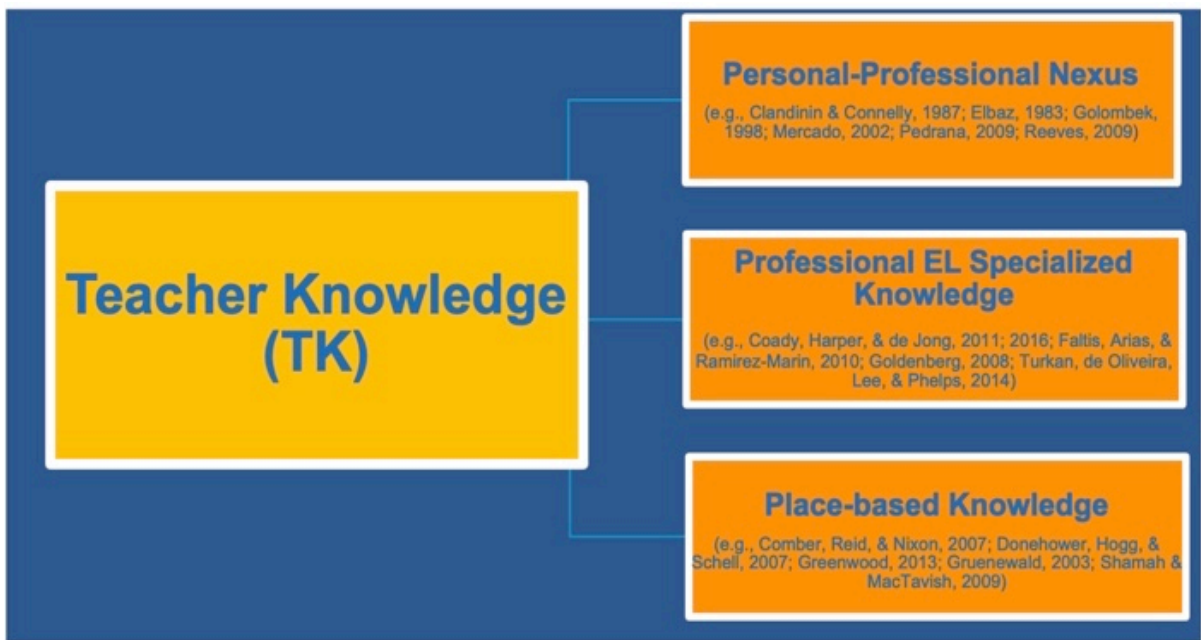 Teacher Knowledge
(TK)
Personal-Professional Nexus
(e.g., Clandinin & Connelly, 1987; Elbaz, 1983; Golombek,
1998; Mercado, 2002; Pedrana, 2009; Reeves, 2009)
Professional EL Specialized
Knowledge
(e.g., Coady, Harper, & de Jong, 2011; 2016; Faltis, Arias, &
Ramirez-Marin, 2010; Goldenberg, 2008; Turkan, de Oliveira,
Lee, & Phelps, 2014)
Place-based Knowledge
(e.g., Comber, Reid, & Nixon, 2007; Donehower, Hogg, &
Schell, 2007; Greenwood, 2013; Gruenewald, 2003; Shamah &
MacTavish, 2009)